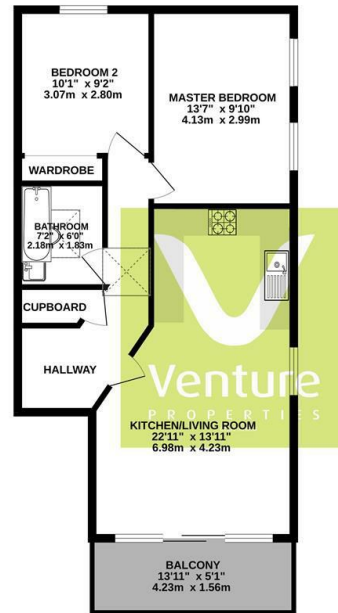 BEDROOM 2
10'1" x 9'2"
3.07m x 2.80m
MASTER BEDROOM
13'7" x 9'10"
4.13m x 2.99m
WARDROBE
BATHROOM
7'2" x 6'0"
2.18m x 1.83m
CUPBOARD
HALLWAY
Venture
PROPERTIES
KITCHEN/LIVING ROOM
22'11" x 13'11"
6.98m x 4.23m
BALCONY
13'11" x 5'1"
4.23m x 1.56m